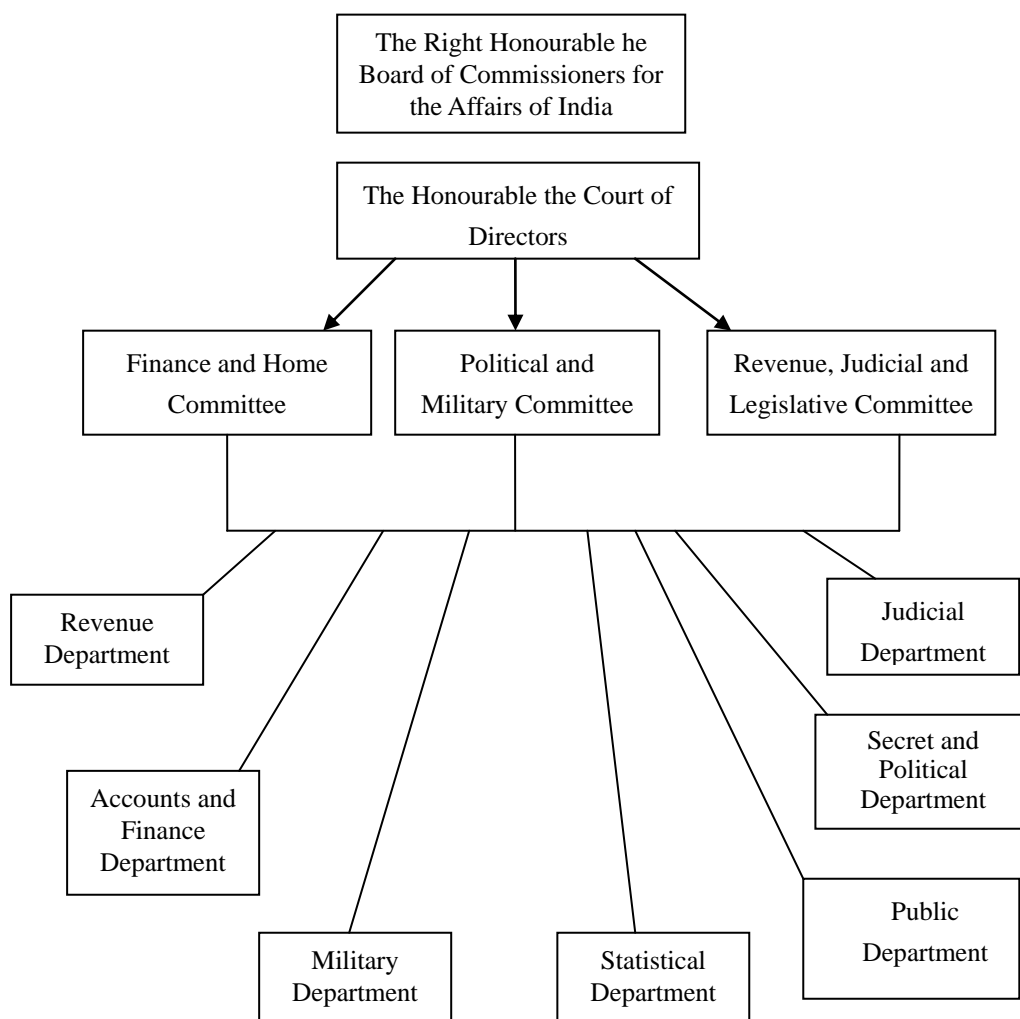 The Right Honourable he
Board of Commissioners for
the Affairs of India
The Honourable the Court of
Directors
Finance and Home
Committee
Political and
Military Committee
Revenue, Judicial and
Legislative Committee
Revenue
Department
Judicial
Department
Secret and
Political
Department
Accounts and
Finance
Department
Public
Department
Military
Department
Statistical
Department